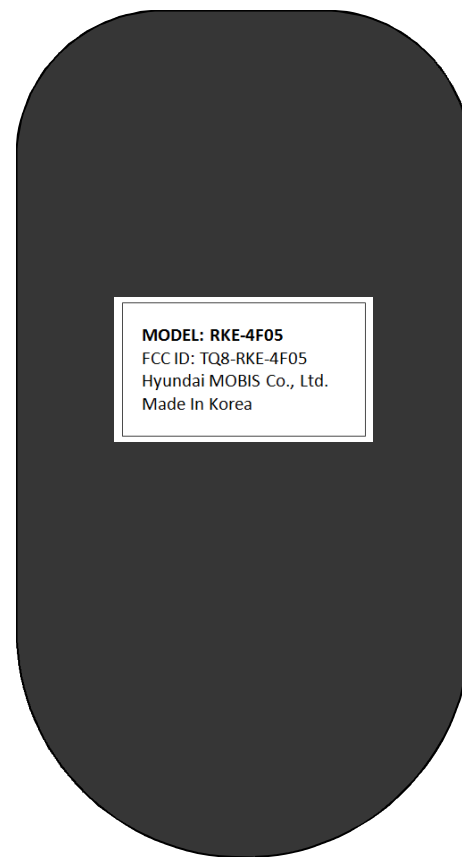 MODEL: RKE-4F05
FCC ID: TQ8-RKE-4F05
Hyundai MOBIS Co., Ltd.
Made In Korea